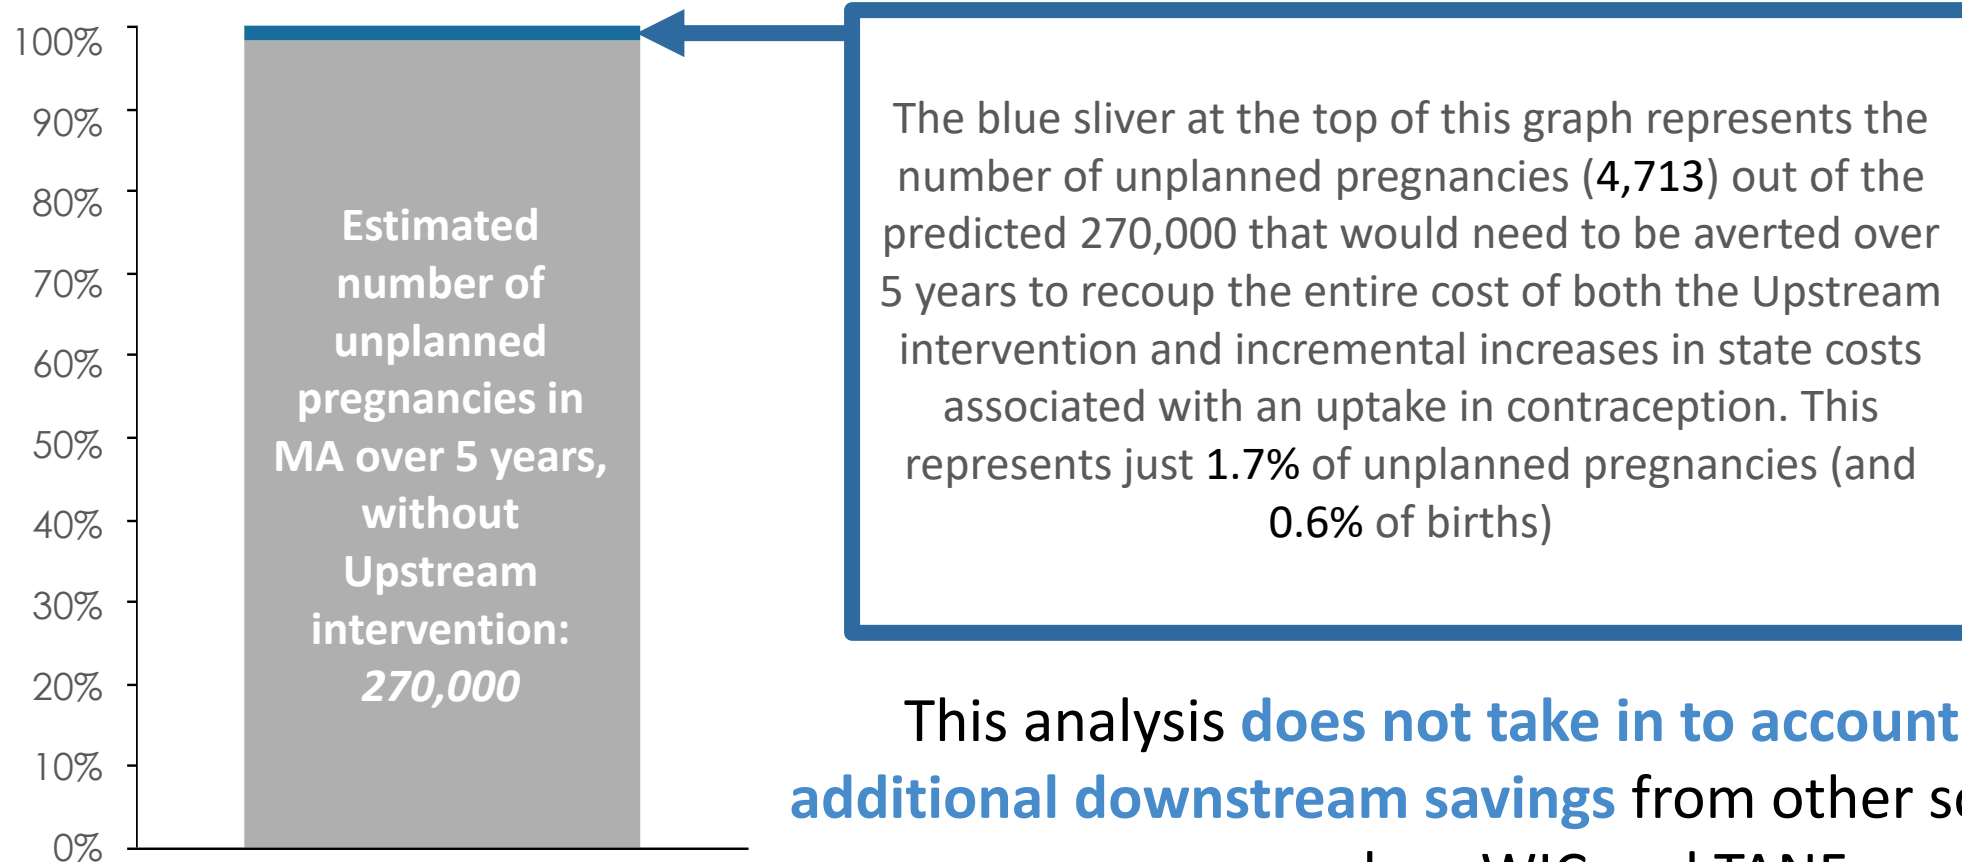 100%
90%
80%
70%
60%
50%
40%
30%
20%
10%
0%
Estimated
number of
unplanned
pregnancies in
MA over 5 years,
without
Upstream
intervention:
270,000
The blue sliver at the top of this graph represents the
number of unplanned pregnancies (4,713) out of the
predicted 270,000 that would need to be averted over
5 years to recoup the entire cost of both the Upstream
intervention and incremental increases in state costs
associated with an uptake in contraception. This
represents just 1.7% of unplanned pregnancies (and
0.6% of births)
This analysis does not take in to account
additional downstream savings from other